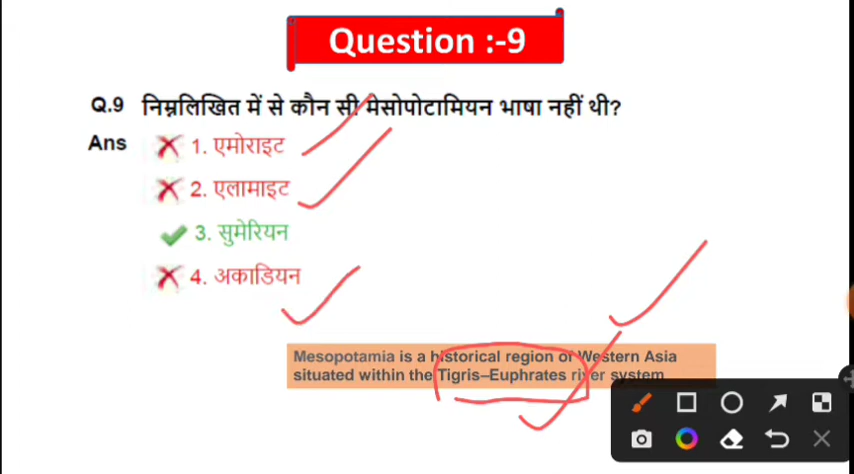 Question :-9
Q.9 निम्नलिखित में से कौन सी मेसोपोटामियन भाषा नहीं थी?
Ans 1. एमोराइट
2. एलामाइट
3. सुमेरियन
4. अकाडियन
Mesopotamia is a historical region of Western Asia
situated within the Tigris–Euphrates river system